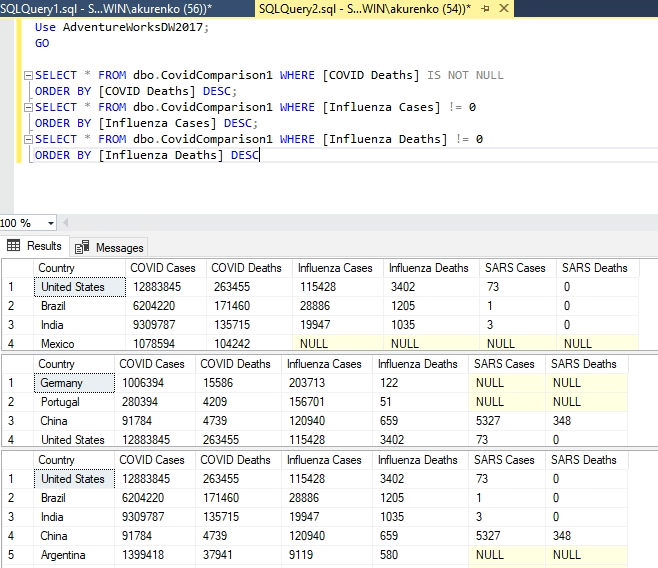 SQLQuery1.sql - S...WIN\akurenko (56))*
SQLQuery2.sql - S...WIN\akurenko (54))*
Use AdventureWorksDW2017;
GO
SELECT * FROM dbo.CovidComparison1 WHERE [COVID Deaths] IS NOT NULL
ORDER BY [COVID Deaths] DESC;
SELECT * FROM dbo.CovidComparison1 WHERE [Influenza Cases] != 0
ORDER BY [Influenza Cases] DESC;
SELECT * FROM dbo.CovidComparison1 WHERE [Influenza Deaths] != 0
ORDER BY [Influenza Deaths] DESC
100 %
Results Messages
Country COVID Cases COVID Deaths Influenza Cases Influenza Deaths SARS Cases SARS Deaths
1 United States 12883845 263455 115428 3402 73 0
2 Brazil 6204220 171460 28886 1205 1 0
3 India 9309787 135715 19947 1035 3 0
4 Mexico 1078594 104242 NULL NULL NULL NULL
Country COVID Cases COVID Deaths Influenza Cases Influenza Deaths SARS Cases SARS Deaths
1 Germany 1006394 15586 203713 122 NULL NULL
2 Portugal 280394 4209 156701 51 NULL NULL
3 China 91784 4739 120940 659 5327 348
4 United States 12883845 263455 115428 3402 73 0
Country COVID Cases COVID Deaths Influenza Cases Influenza Deaths SARS Cases SARS Deaths
1 United States 12883845 263455 115428 3402 73 0
2 Brazil 6204220 171460 28886 1205 1 0
3 India 9309787 135715 19947 1035 3 0
4 China 91784 4739 120940 659 5327 348
5 Argentina 1399418 37941 9119 580 NULL NULL